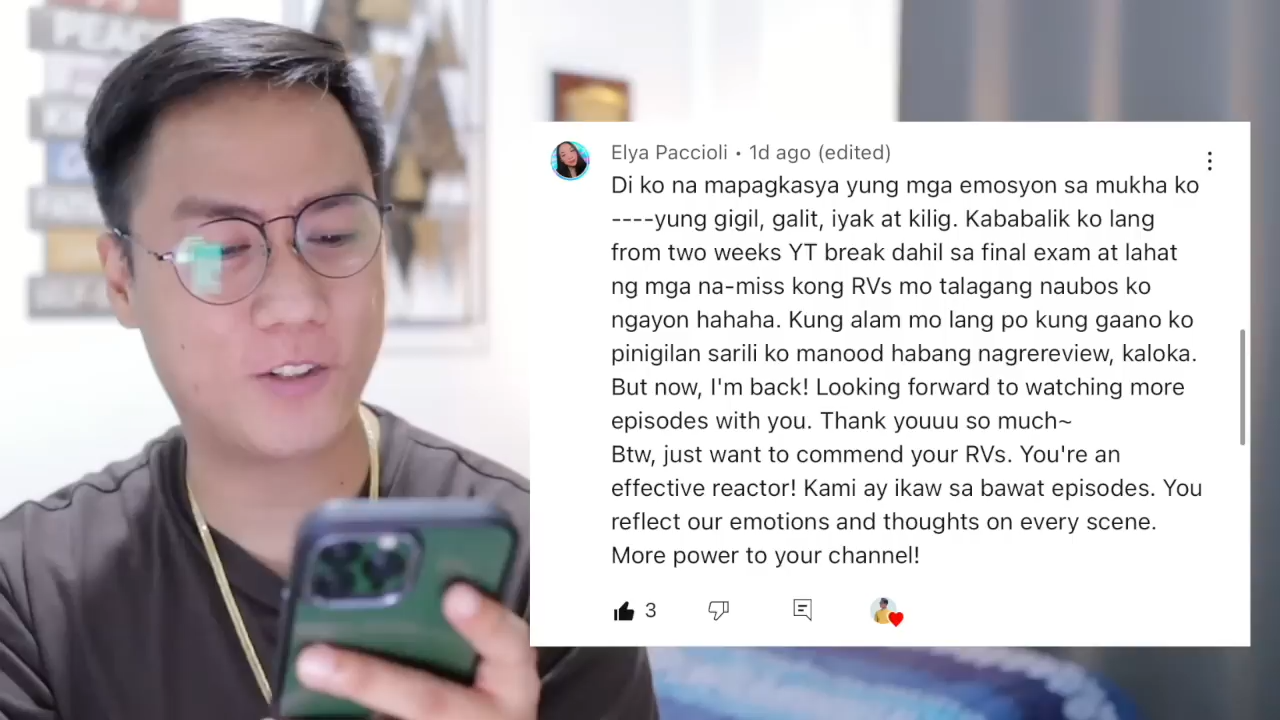 PEAC
Elya Paccioli • 1d ago (edited)
Di ko na mapagkasya yung mga emosyon sa mukha ko
----yung gigil, galit, iyak at kilig. Kababalik ko lang
from two weeks YT break dahil sa final exam at lahat
ng mga na-miss kong RVs mo talagang naubos ko
ngayon hahaha. Kung alam mo lang po kung gaano ko
pinigilan sarili ko manood habang nagrereview, kaloka.
But now, I'm back! Looking forward to watching more
episodes with you. Thank youuu so much~
Btw, just want to commend your RVs. You're an
effective reactor! Kami ay ikaw sa bawat episodes. You
reflect our emotions and thoughts on every scene.
More power to your channel!
3